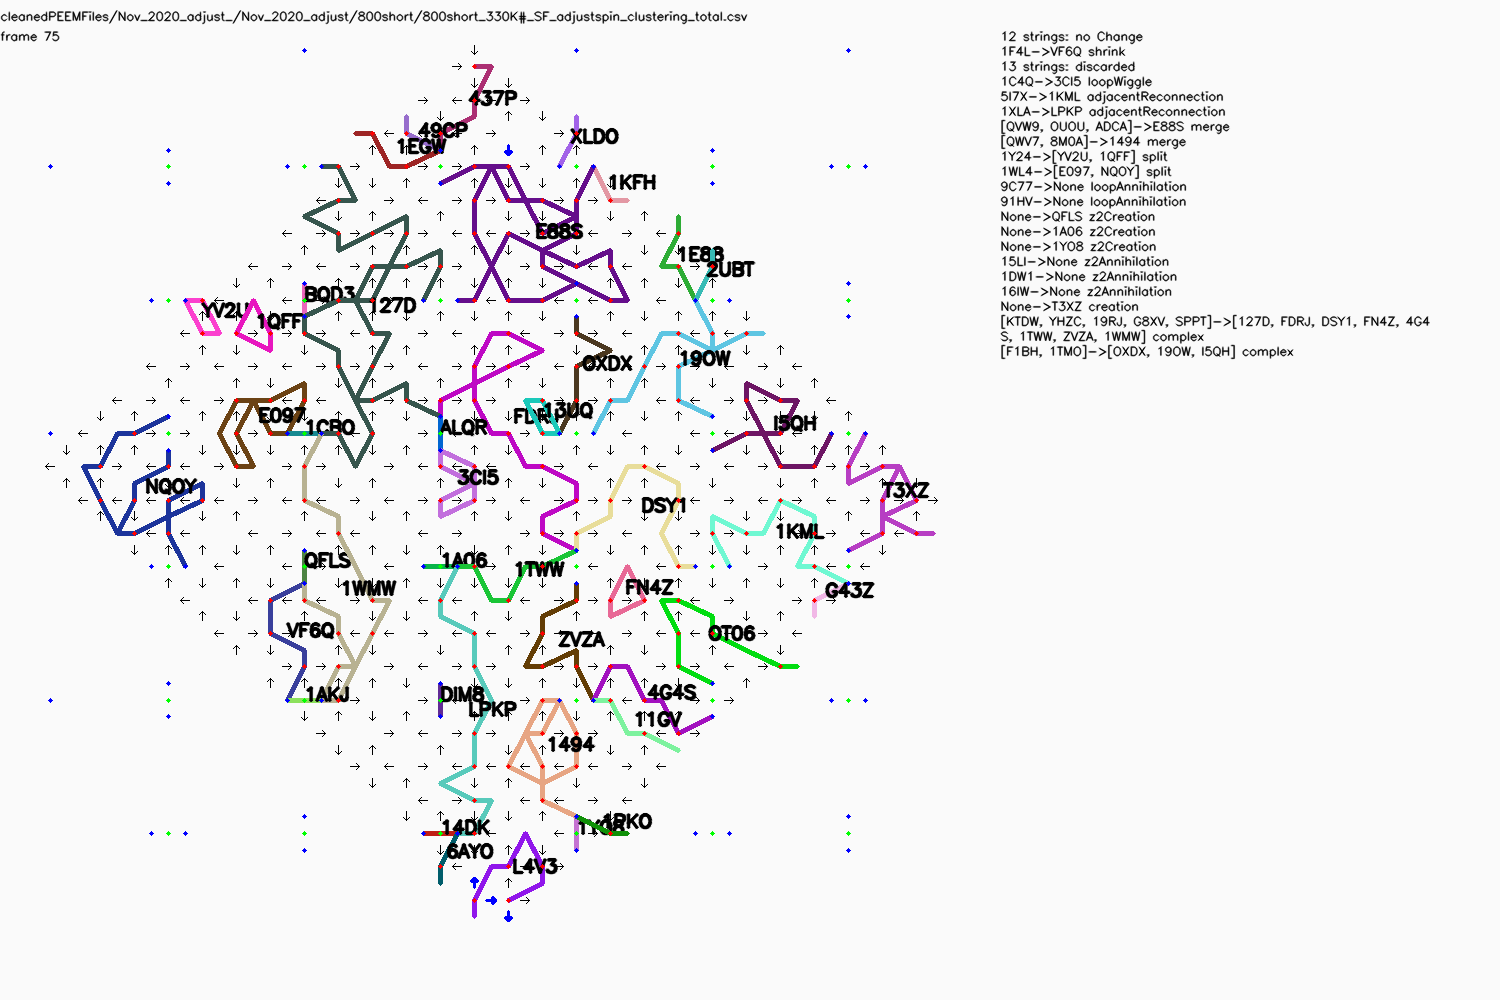 cleanedPEEMFiles/Nov_2020_adjust_/Nov_2020_adjust/800short/800short_330K#_SF_adjustspin_clustering_total.csv
frame 75
12 strings: no Change
1F4L->VF6Q shrink
13 strings: discarded
1C4Q->3CI5 loopWiggle
5I7X->1KML adjacentReconnection
1XLA->LPKP adjacentReconnection
[QVW9, OUOU, ADCA]->E88S merge
[QWV7, 8M0A]->1494 merge
1Y24->[YV2U, 1QFF] split
1WL4->[E097, NQOY] split
9C77->None loopAnnihilation
91HV->None loopAnnihilation
None->QFLS z2Creation
None->1A06 z2Creation
None->1YO8 z2Creation
15LI->None z2Annihilation
1DW1->None z2Annihilation
16IW->None z2Annihilation
None->T3XZ creation
[KTDW, YHZC, 19RJ, G8XV, SPPT]->[127D, FDRJ, DSY1, FN4Z, 4G4
S, 1TWW, ZVZA, 1WMW] complex
[F1BH, 1TMO]->[OXDX, 19OW, I5QH] complex
437P
49CP
XLDO
1EGW
1KFH
E88S
1E83
2UBT
BQD3
127D
YV2U
1QFF
19OW
OXDX
13UQ
E097
I5QH
1CBO
ALQR
3CI5
NQOY
T3XZ
DSY1
1KML
QFLS
1A06
1TWW
1WMW
FN4Z
G43Z
VF6Q
OT06
ZVZA
1AKJ
DIM8
4G4S
LPKP
11GV
1494
14DK
6AYO
L4V3